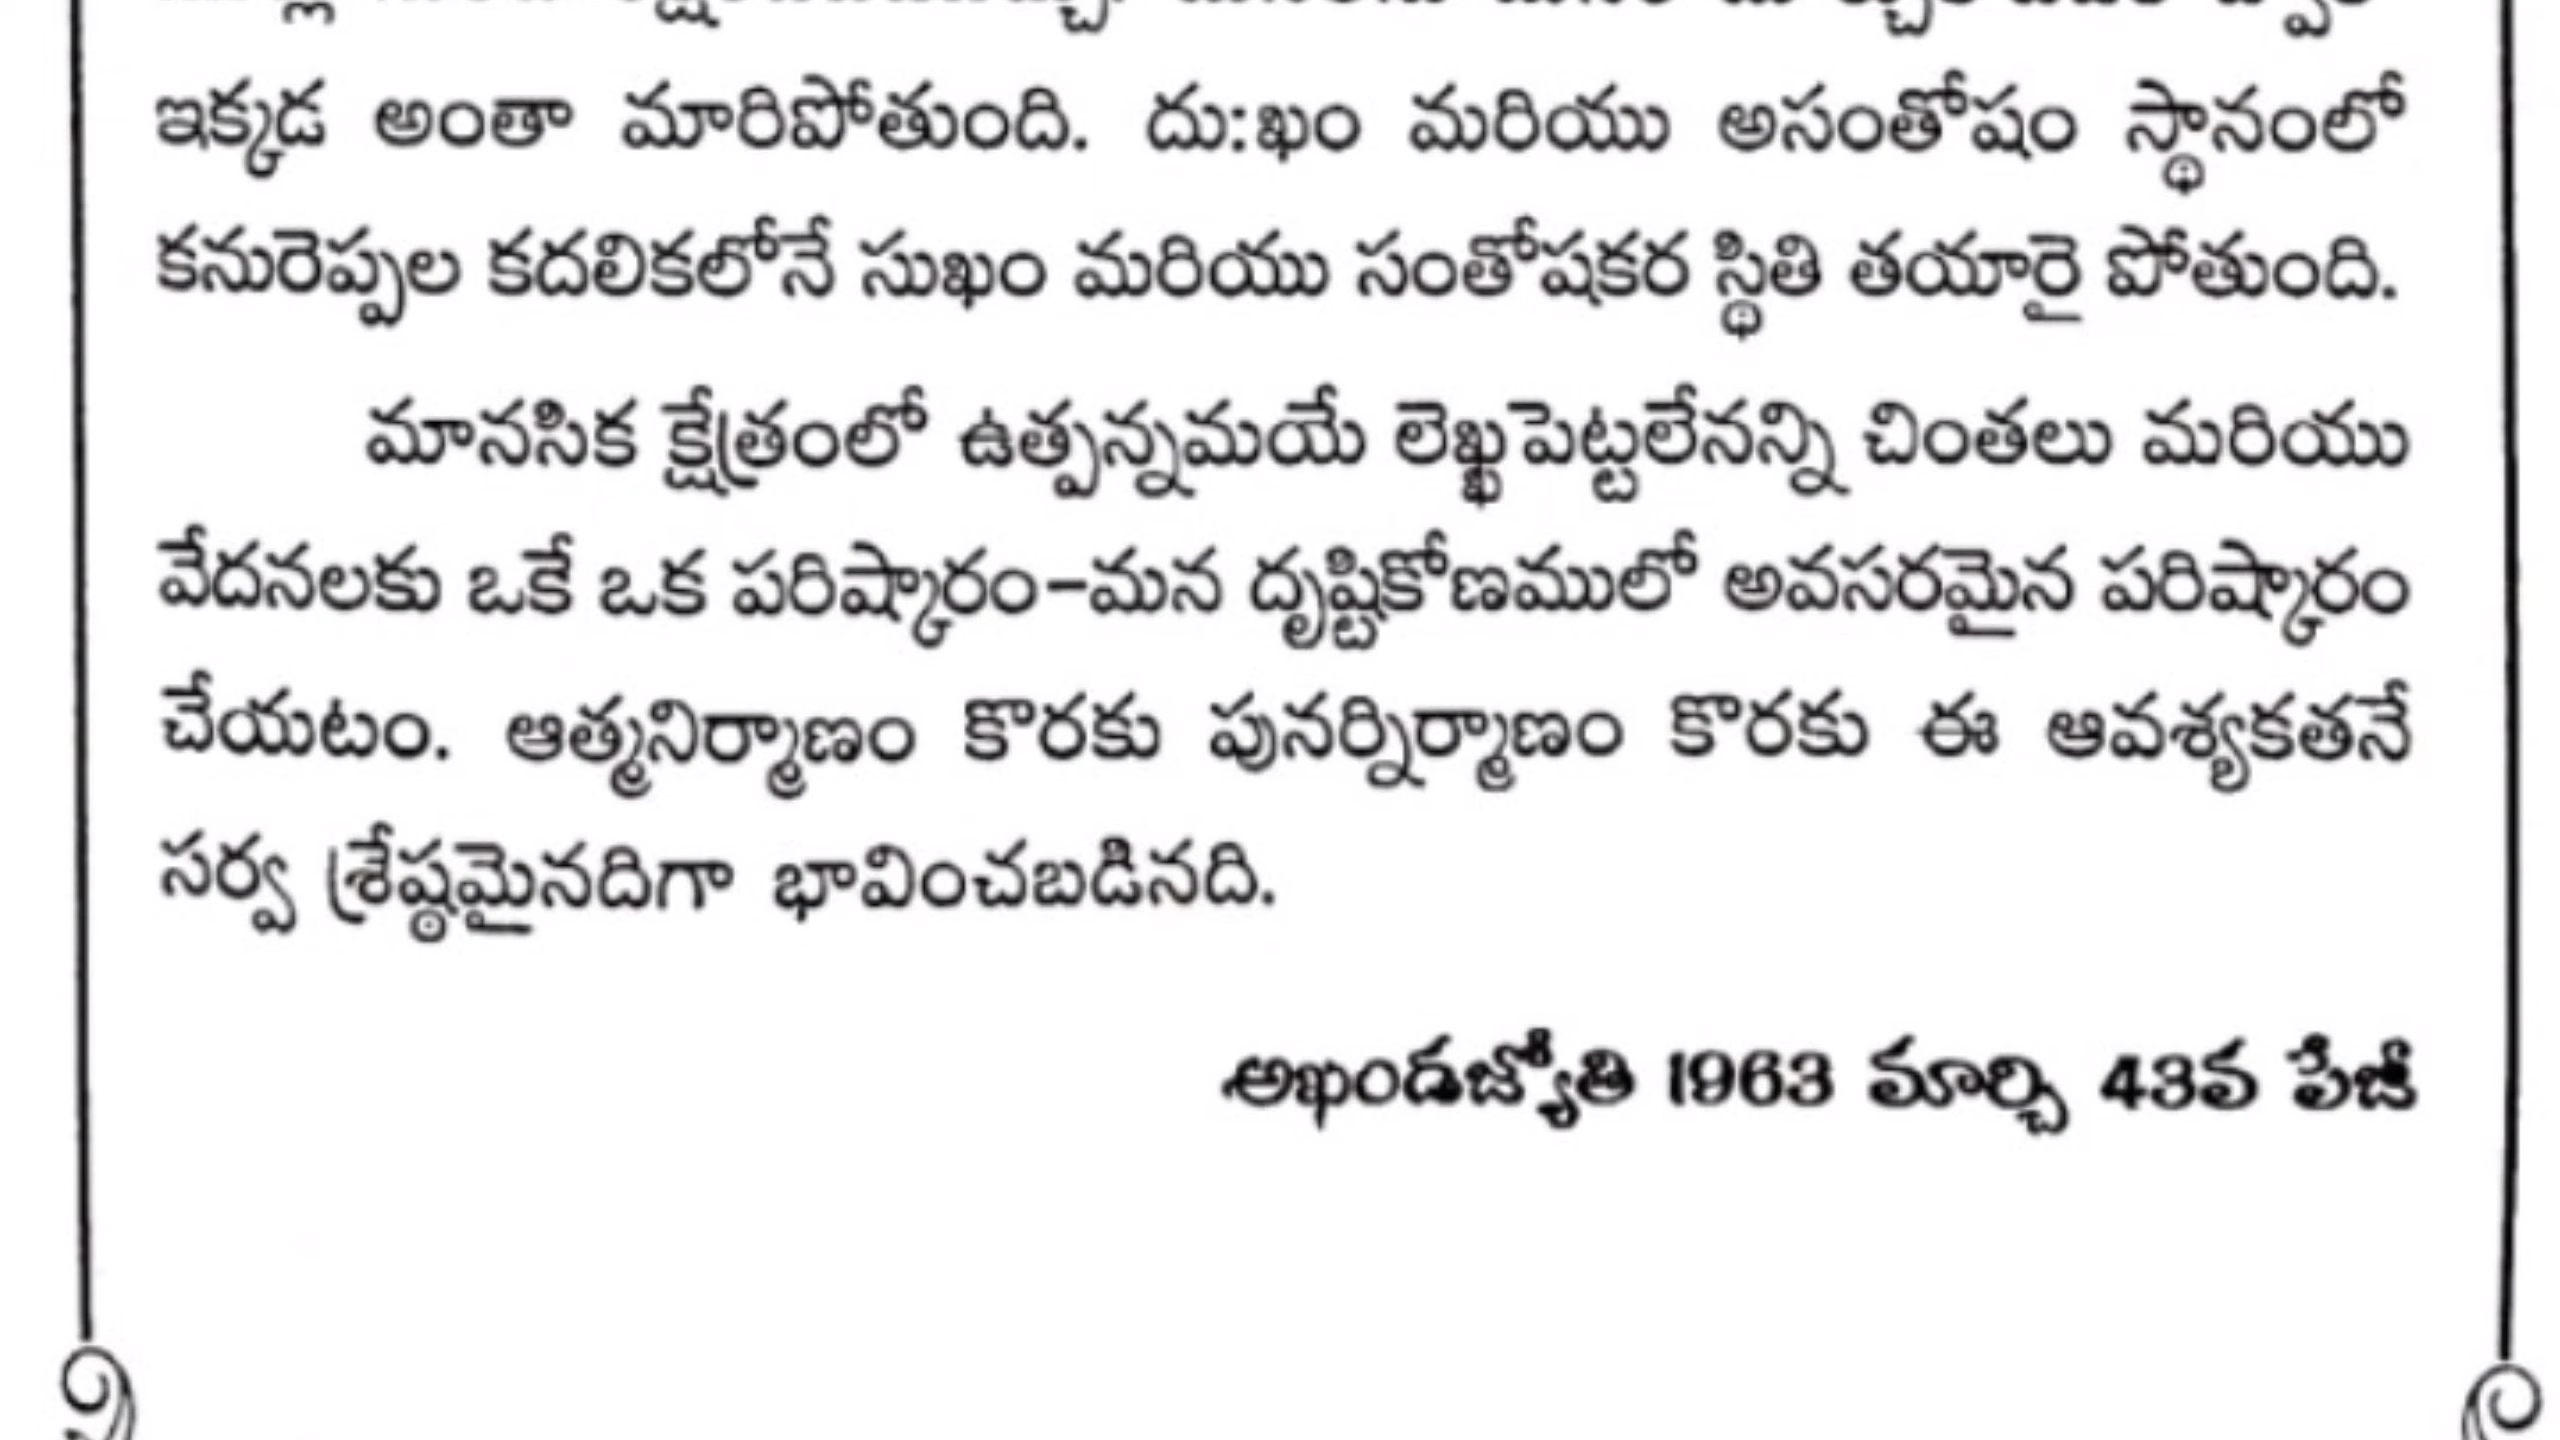 ఇక్కడ అంతా మారిపోతుంది. దు:ఖం మరియు అసంతోషం స్థానంలో
కనురెప్పల కదలికలోనే సుఖం మరియు సంతోషకర స్థితి తయారై పోతుంది.
మానసిక క్షేత్రంలో ఉత్పన్నమయే లెఖ్ఖపెట్టలేనన్ని చింతలు మరియు
వేదనలకు ఒకే ఒక పరిష్కారం–మన దృష్టికోణములో అవసరమైన పరిష్కారం
చేయటం. ఆత్మనిర్మాణం కొరకు పునర్నిర్మాణం కొరకు ఈ ఆవశ్యకతనే
సర్వ శ్రేష్ఠమైనదిగా భావించబడినది.
అఖండజ్యోతి 1963 మార్చి 43వ పేజీ